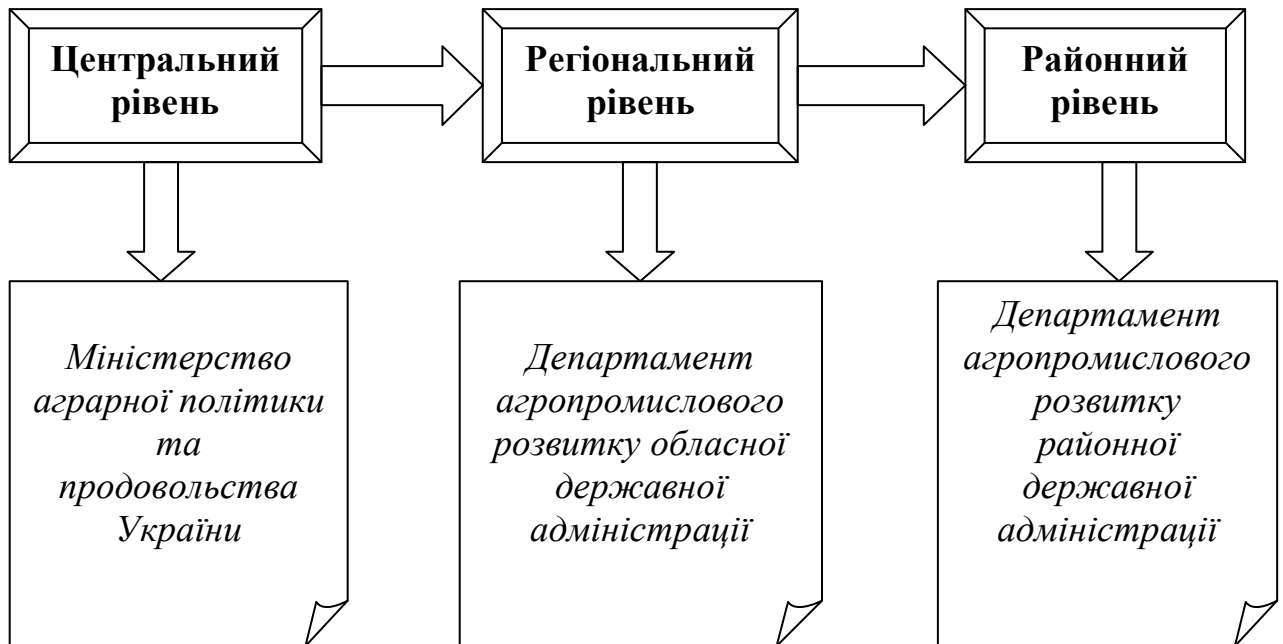 Центральний
рівень
Регіональний
рівень
Районний
рівень
Міністерство
аграрної політики
та
продовольства
України
Департамент
агропромислового
розвитку обласної
державної
адміністрації
Департамент
агропромислового
розвитку
районної
державної
адміністрації